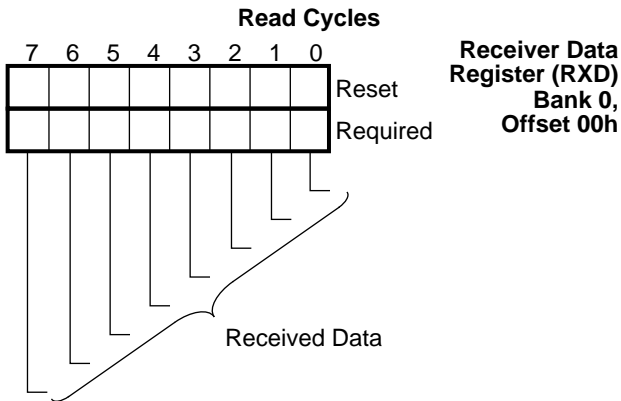 Read Cycles
7 6 5 4 3 2 1 0
Reset
Required
Receiver Data
Register (RXD)
Bank 0,
Offset 00h
Received Data